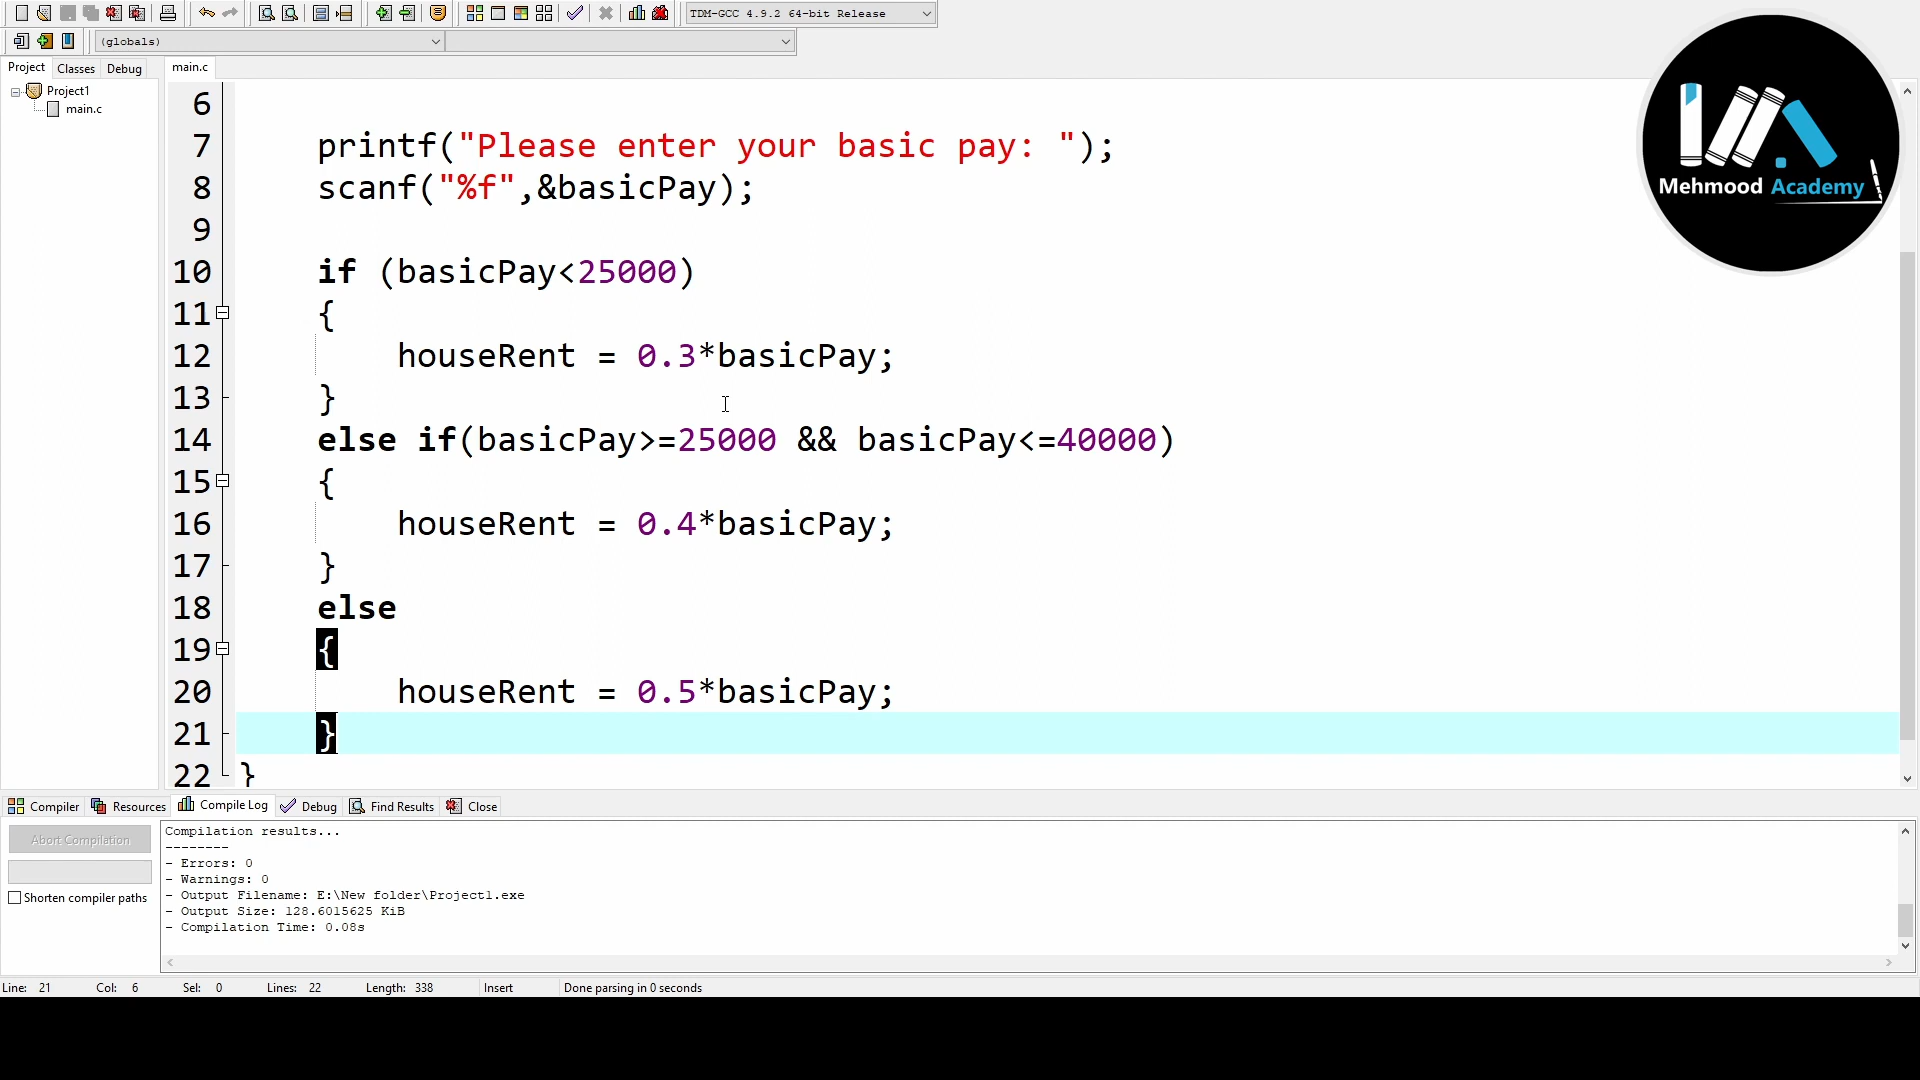 TDM-GCC 4.9.2 64-bit Release
(globals)
Project Classes Debug
main.c
Project1
main.c
6
7 printf("Please enter your basic pay: ");
8 scanf("%f",&basicPay);
9
10 if (basicPay<25000)
11 {
12 houseRent = 0.3*basicPay;
13 }
14 else if(basicPay>=25000 && basicPay<=40000)
15 {
16 houseRent = 0.4*basicPay;
17 }
18 else
19 {
20 houseRent = 0.5*basicPay;
21 }
22 }
Mehmood Academy
Compiler Resources Compile Log Debug Find Results Close
Abort Compilation
Shorten compiler paths
Compilation results...
--------
- Errors: 0
- Warnings: 0
- Output Filename: E:\New folder\Project1.exe
- Output Size: 128.6015625 KiB
- Compilation Time: 0.08s
Line: 21 Col: 6 Sel: 0 Lines: 22 Length: 338 Insert Done parsing in 0 seconds